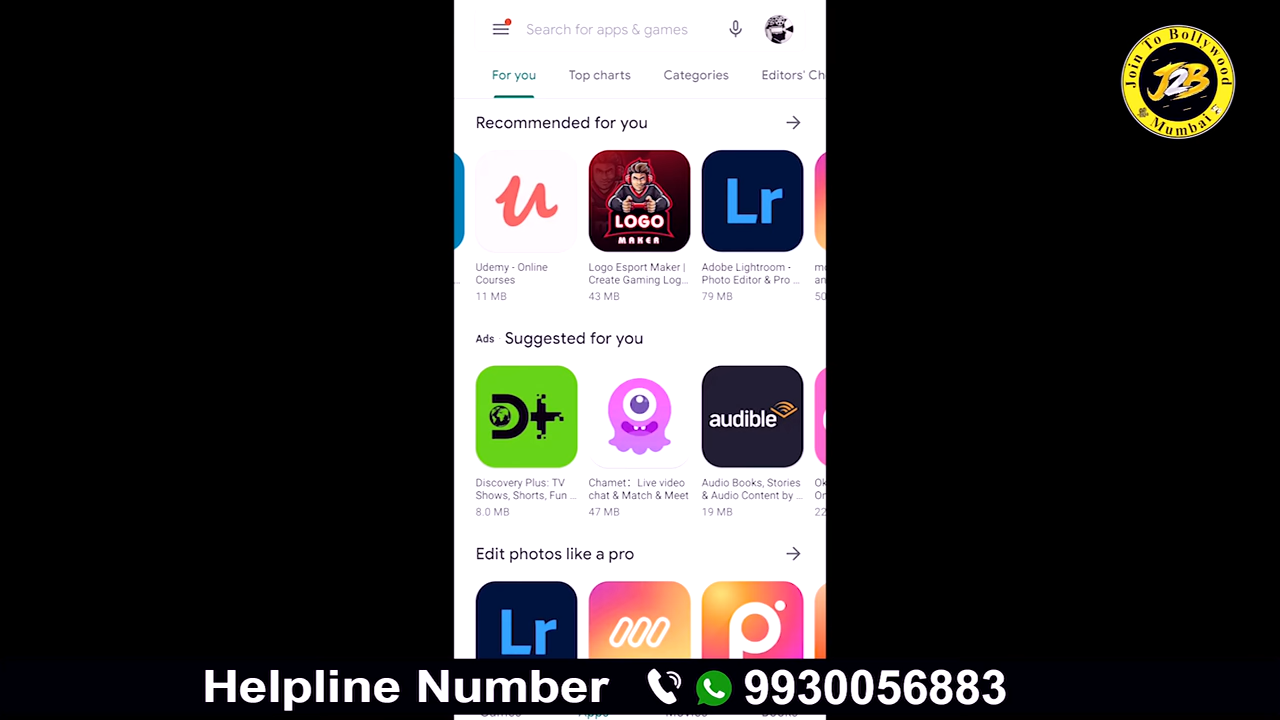 Search for apps & games
For you
Top charts
Categories
Editors' Ch
Recommended for you
u
LOGO
MAKER
Lr
Udemy - Online
Courses
11 MB
Logo Esport Maker |
Create Gaming Log...
43 MB
Adobe Lightroom -
Photo Editor & Pro ...
79 MB
Ads · Suggested for you
D+
audible
Discovery Plus: TV
Shows, Shorts, Fun ...
8.0 MB
Chamet： Live video
chat & Match & Meet
47 MB
Audio Books, Stories
& Audio Content by ...
19 MB
Edit photos like a pro
Lr
Helpline Number 9930056883
Join To Bollywood
J2B
Mumbai